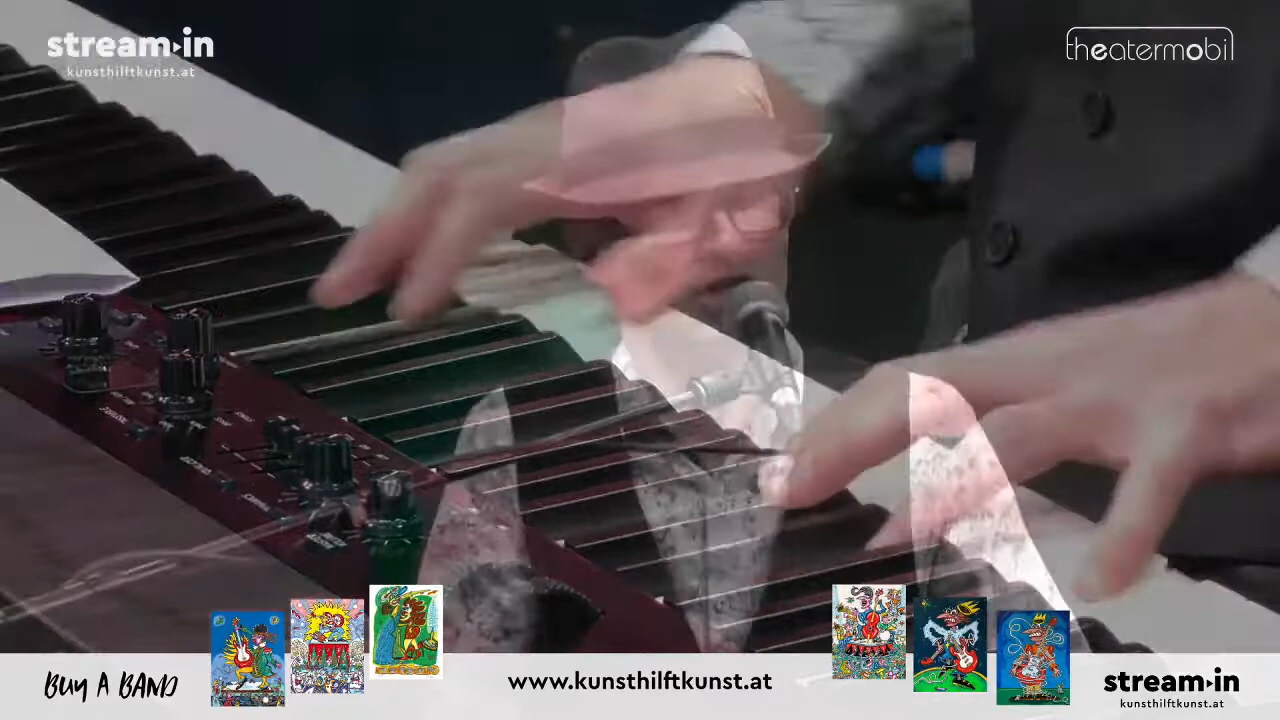 stream▸in
kunsthilftkunst.at
theatermobil
BUY A BAND
www.kunsthilftkunst.at
stream▸in
kunsthilftkunst.at